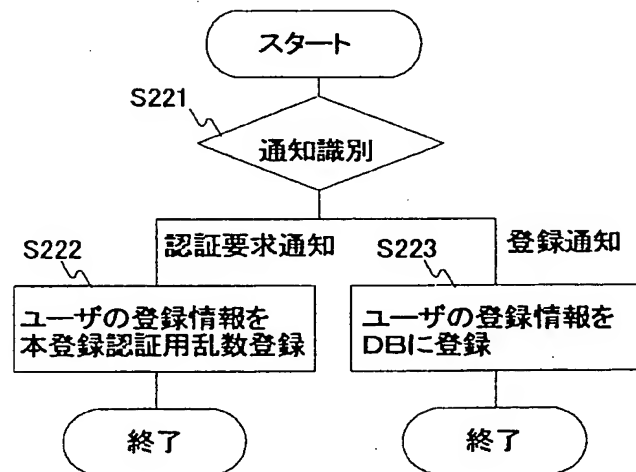 スタート
S221
通知識別
認証要求通知
登録通知
S222
S223
ユーザの登録情報を
本登録認証用乱数登録
ユーザの登録情報を
DBに登録
終了
終了